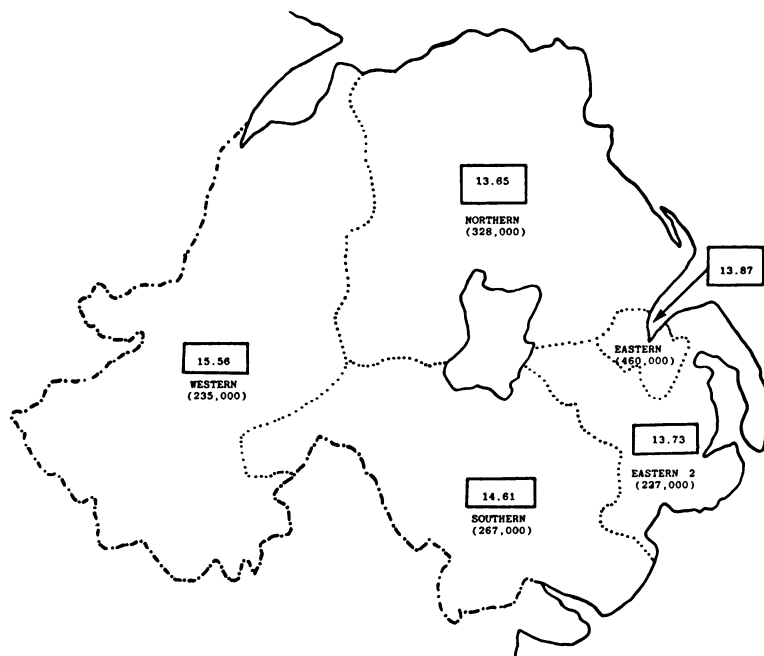 13.65
NORTHERN
(328,000)
13.87
EASTERN
(460,000)
15.56
WESTERN
(235,000)
13.73
EASTERN 2
(227,000)
14.61
SOUTHERN
(267,000)